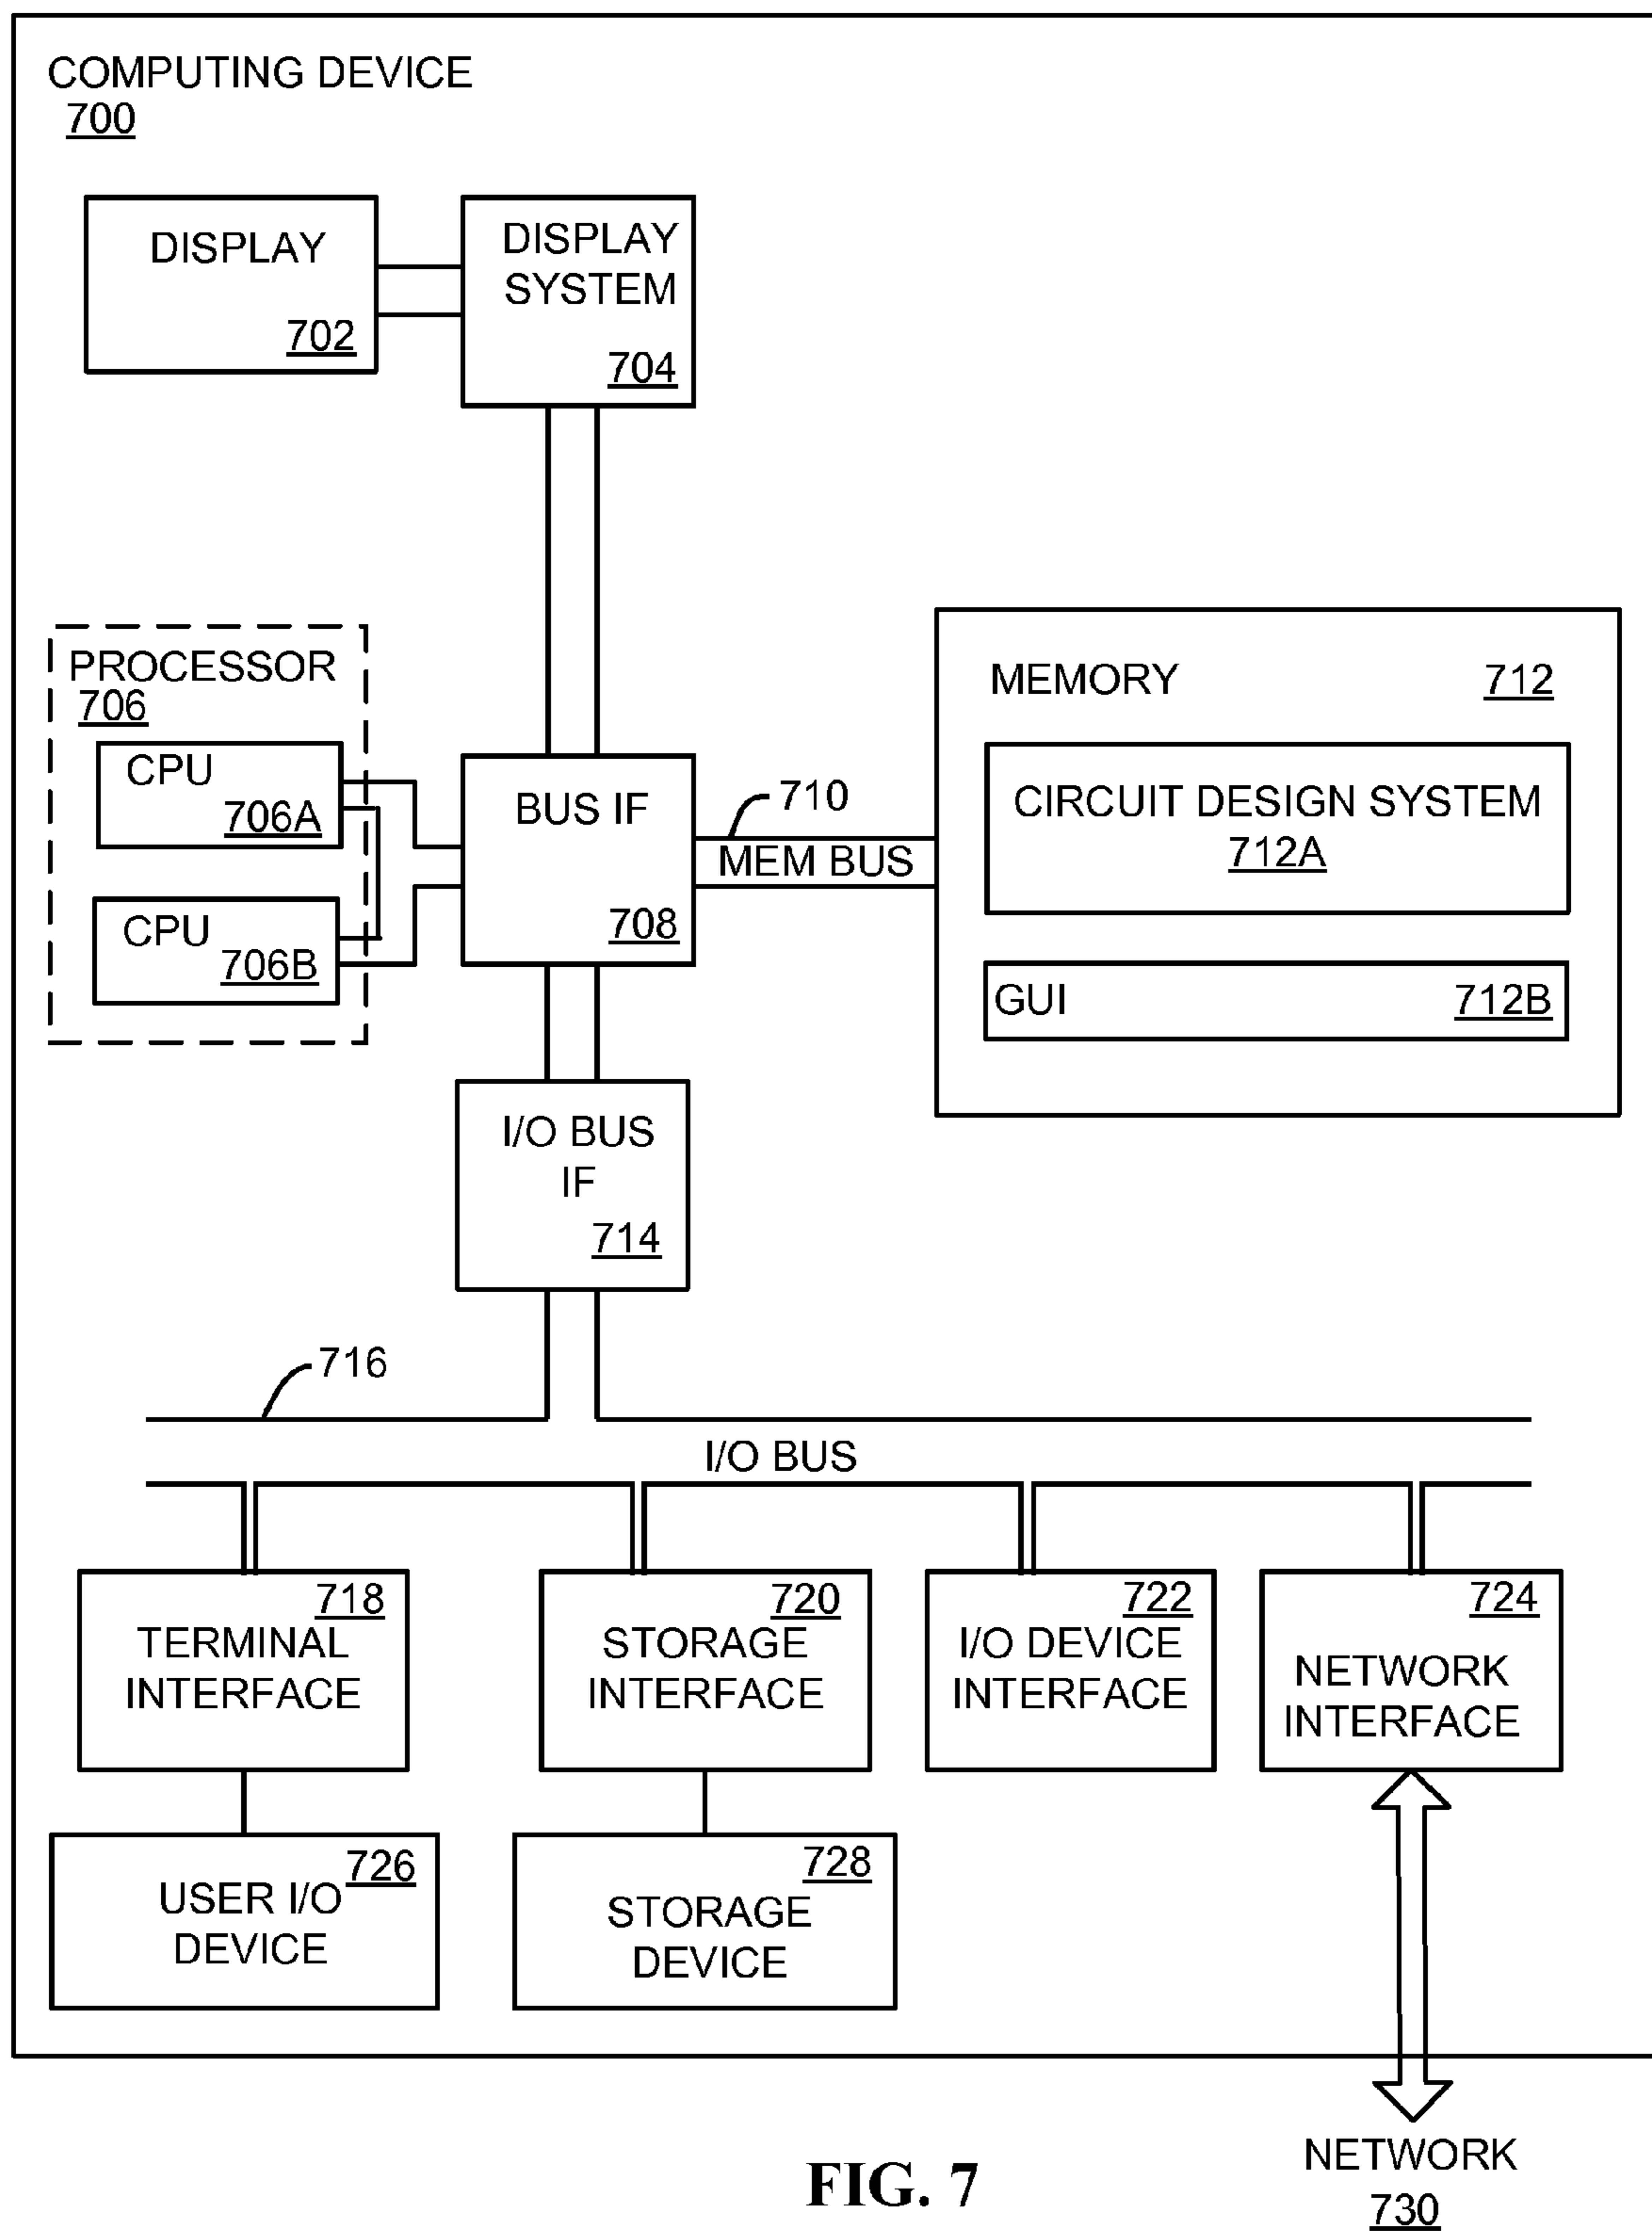 COMPUTING DEVICE
700
DISPLAY
702
DISPLAY
SYSTEM
704
PROCESSOR
706
CPU
706A
CPU
706B
BUS IF
708
710
MEM BUS
MEMORY
712
CIRCUIT DESIGN SYSTEM
712A
GUI
712B
I/O BUS
IF
714
716
I/O BUS
718
TERMINAL
INTERFACE
720
STORAGE
INTERFACE
722
I/O DEVICE
INTERFACE
724
NETWORK
INTERFACE
726
USER I/O
DEVICE
728
STORAGE
DEVICE
NETWORK
730
FIG. 7